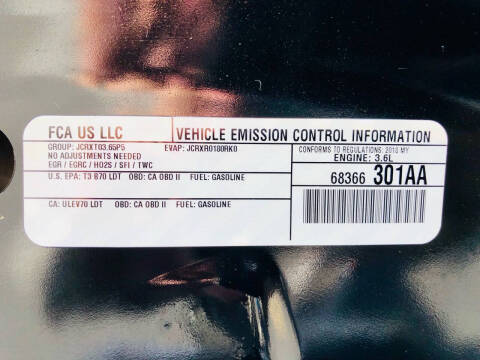 FCA US LLC VEHICLE EMISSION CONTROL INFORMATION
GROUP: JCRXT03.65P5 EVAP: JCRXR0180RK0
NO ADJUSTMENTS NEEDED
EGR / EGRC / HO2S / SFI / TWC
CONFORMS TO REGULATIONS: 2018 MY
ENGINE: 3.6L
U.S. EPA: T3 B70 LDT OBD: CA OBD II FUEL: GASOLINE
68366 301AA
CA: ULEV70 LDT OBD: CA OBD II FUEL: GASOLINE